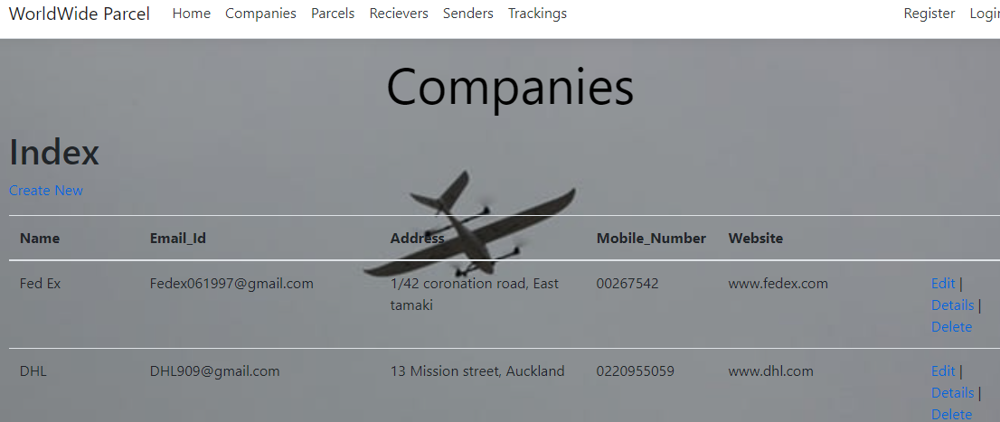 WorldWide Parcel Home Companies Parcels Recievers Senders Trackings Register Login
Companies
Index
Create New
Name Email_Id Address Mobile_Number Website
Fed Ex Fedex061997@gmail.com 1/42 coronation road, East 00267542 www.fedex.com Edit |
tamaki Details |
Delete
DHL DHL909@gmail.com 13 Mission street, Auckland 0220955059 www.dhl.com Edit |
Details |
Delete